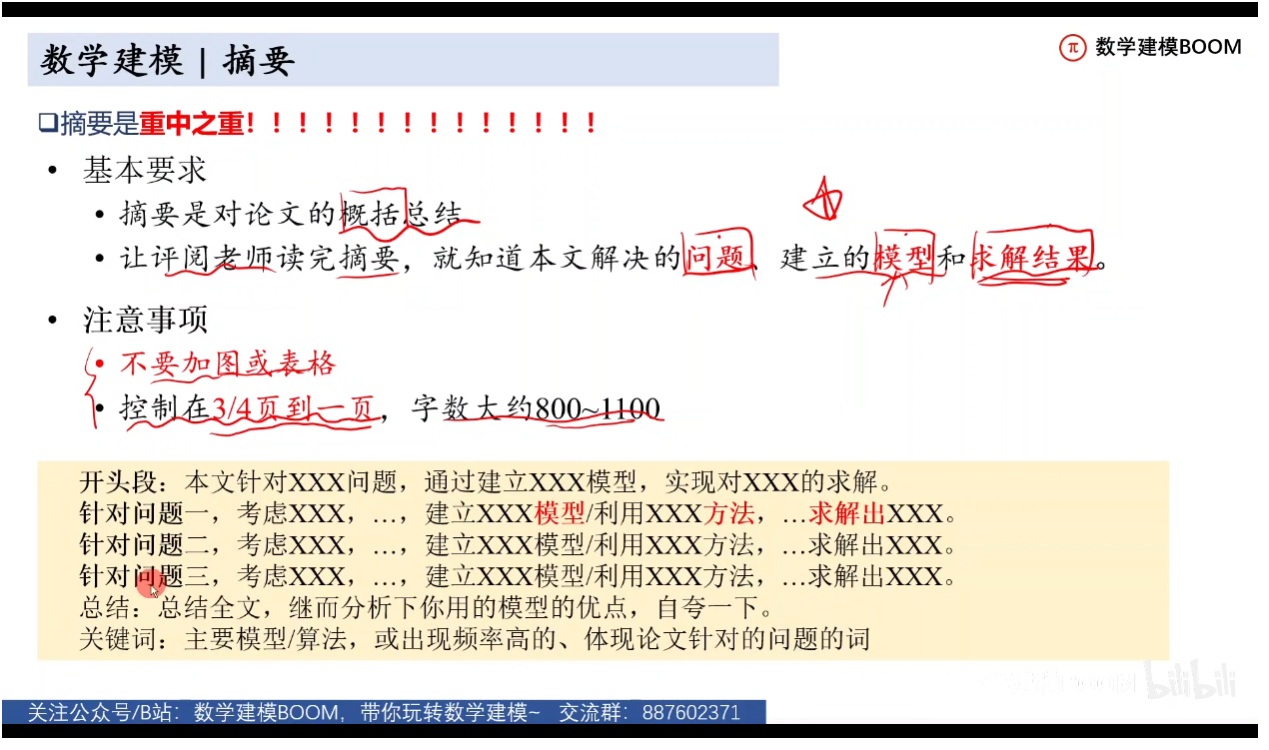 数学建模 | 摘要
π 数学建模BOOM
❑摘要是重中之重！！！！！！！！！！！！！！
• 基本要求
• 摘要是对论文的概括总结
• 让评阅老师读完摘要，就知道本文解决的问题、建立的模型和求解结果。
• 注意事项
• 不要加图或表格
• 控制在3/4页到一页，字数大约800~1100
开头段：本文针对XXX问题，通过建立XXX模型，实现对XXX的求解。
针对问题一，考虑XXX，…，建立XXX模型/利用XXX方法，…求解出XXX。
针对问题二，考虑XXX，…，建立XXX模型/利用XXX方法，…求解出XXX。
针对问题三，考虑XXX，…，建立XXX模型/利用XXX方法，…求解出XXX。
总结：总结全文，继而分析下你用的模型的优点，自夸一下。
关键词：主要模型/算法，或出现频率高的、体现论文针对的问题的词
bilibili
关注公众号/B站：数学建模BOOM，带你玩转数学建模~ 交流群：887602371